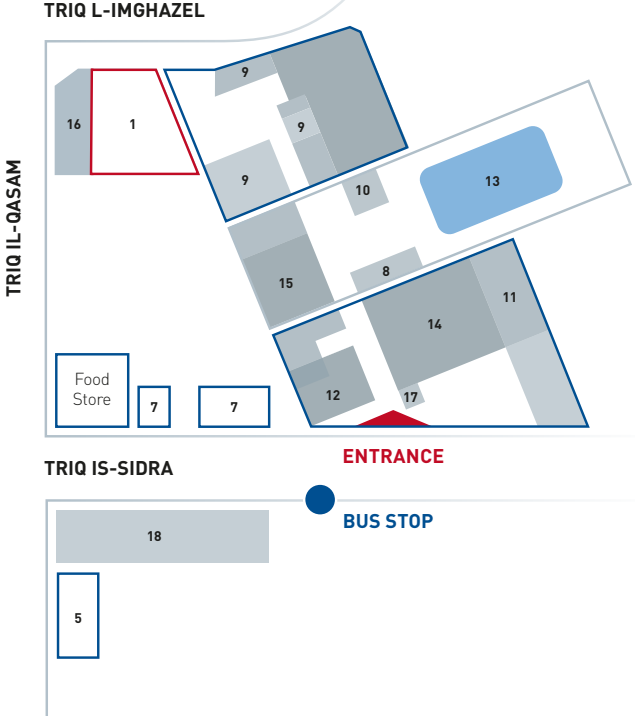 TRIQ L-IMGHAZEL
9
16
1
9
9
10
13
TRIQ IL-QASAM
15
8
11
14
12
17
Food
Store
7
7
ENTRANCE
TRIQ IS-SIDRA
BUS STOP
18
5